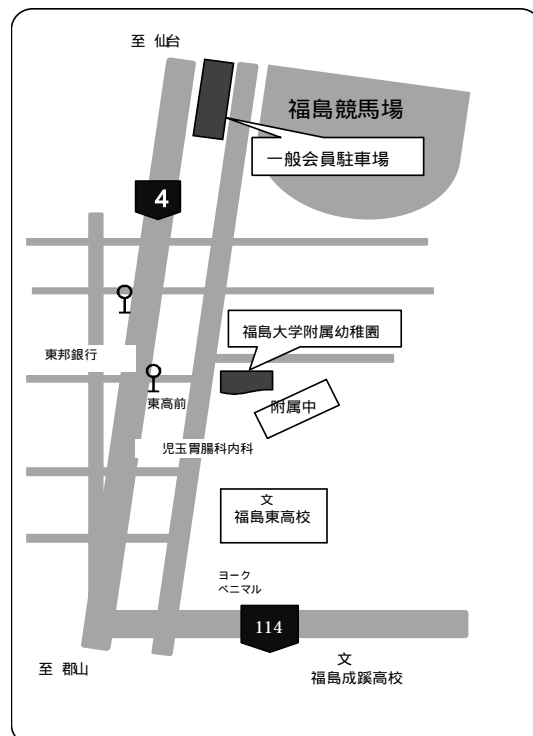 至 仙台
福島競馬場
一般会員駐車場
4
福島大学附属幼稚園
東邦銀行
東高前
附属中
児玉胃腸科内科
文
福島東高校
ヨーク
ベニマル
114
至 郡山
文
福島成蹊高校